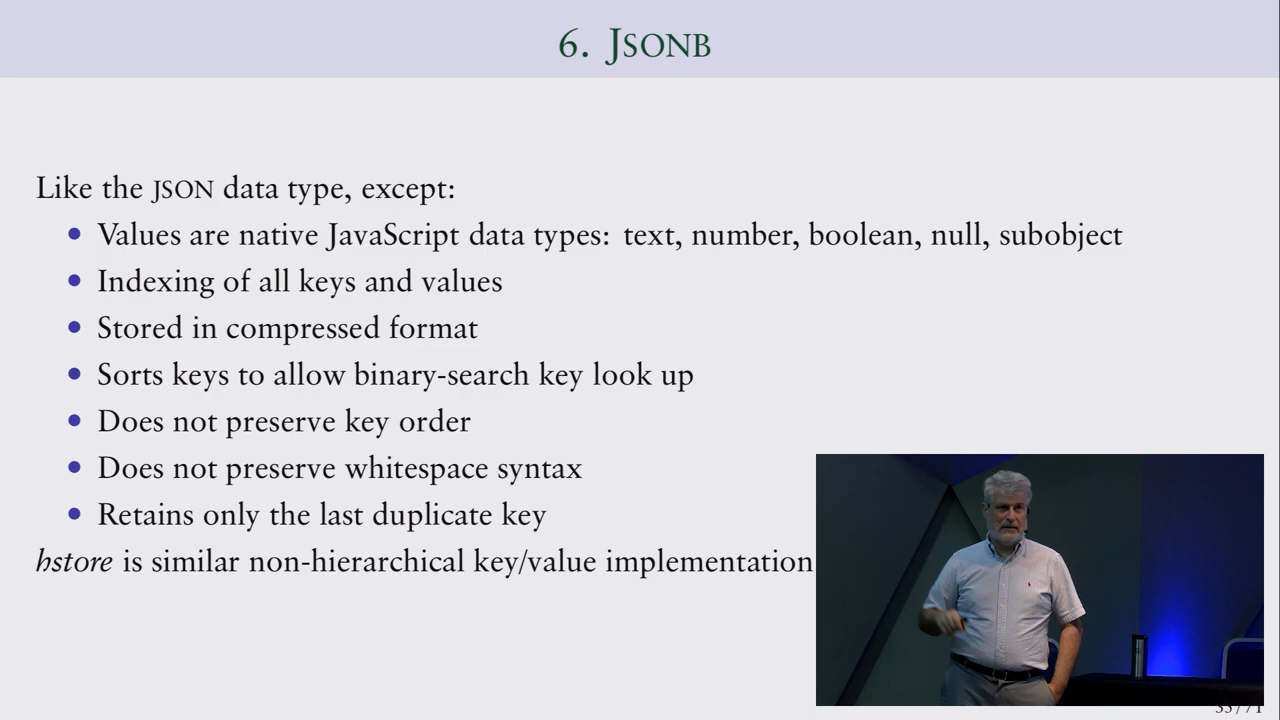 6. JSONB
Like the JSON data type, except:
• Values are native JavaScript data types: text, number, boolean, null, subobject
• Indexing of all keys and values
• Stored in compressed format
• Sorts keys to allow binary-search key look up
• Does not preserve key order
• Does not preserve whitespace syntax
• Retains only the last duplicate key
hstore is similar non-hierarchical key/value implementation